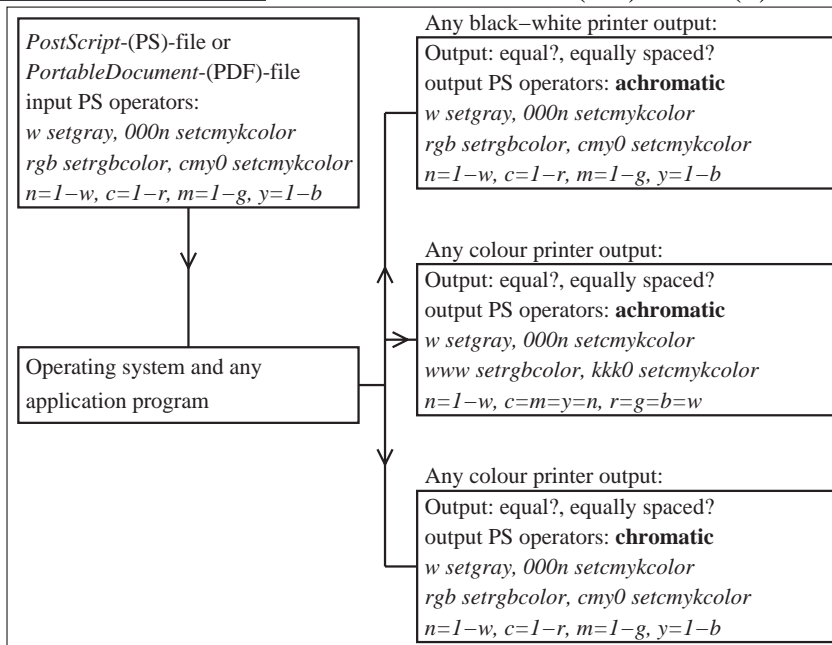 PostScript-(PS)-file or
PortableDocument-(PDF)-file
input PS operators:
w setgray, 000n setcmykcolor
rgb setrgbcolor, cmy0 setcmykcolor
n=1−w, c=1−r, m=1−g, y=1−b
Operating system and any
application program
Any black−white printer output:
Output: equal?, equally spaced?
output PS operators: achromatic
w setgray, 000n setcmykcolor
rgb setrgbcolor, cmy0 setcmykcolor
n=1−w, c=1−r, m=1−g, y=1−b
Any colour printer output:
Output: equal?, equally spaced?
output PS operators: achromatic
w setgray, 000n setcmykcolor
www setrgbcolor, kkk0 setcmykcolor
n=1−w, c=m=y=n, r=g=b=w
Any colour printer output:
Output: equal?, equally spaced?
output PS operators: chromatic
w setgray, 000n setcmykcolor
rgb setrgbcolor, cmy0 setcmykcolor
n=1−w, c=1−r, m=1−g, y=1−b